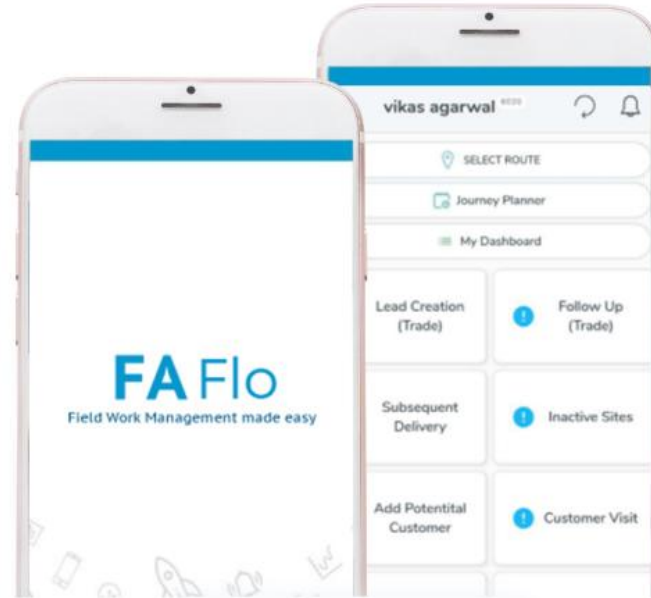 FA Flo
Field Work Management made easy
vikas agarwal
SELECT ROUTE
Journey Planner
My Dashboard
Lead Creation
(Trade)
Follow Up
(Trade)
Subsequent
Delivery
Inactive Sites
Add Potentital
Customer
Customer Visit